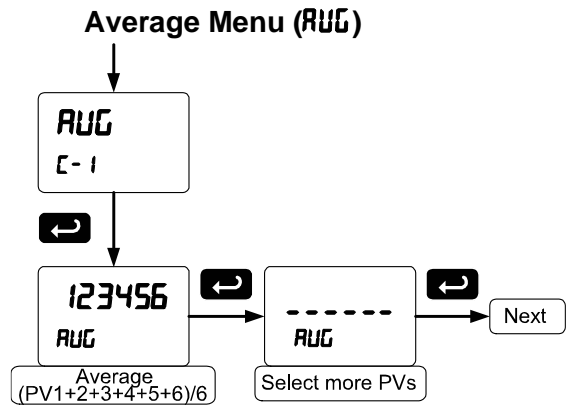 Average Menu (AVG)
AVG
C-1
123456
AVG
Average
(PV1+2+3+4+5+6)/6
------
AVG
Select more PVs
Next